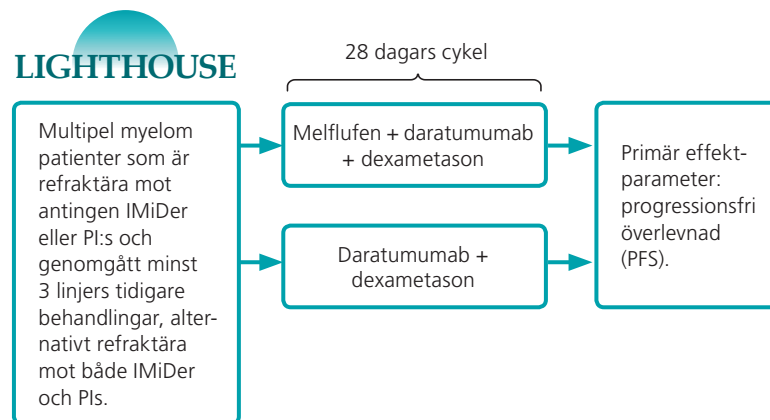 LIGHTHOUSE
28 dagars cykel
Multipel myelom
patienter som är
refraktära mot
antingen IMiDer
eller PI:s och
genomgått minst
3 linjers tidigare
behandlingar, alter-
nativt refraktära
mot både IMiDer
och PIs.
Melflufen + daratumumab
+ dexametason
Daratumumab +
dexametason
Primär effekt-
parameter:
progressionsfri
överlevnad
(PFS).